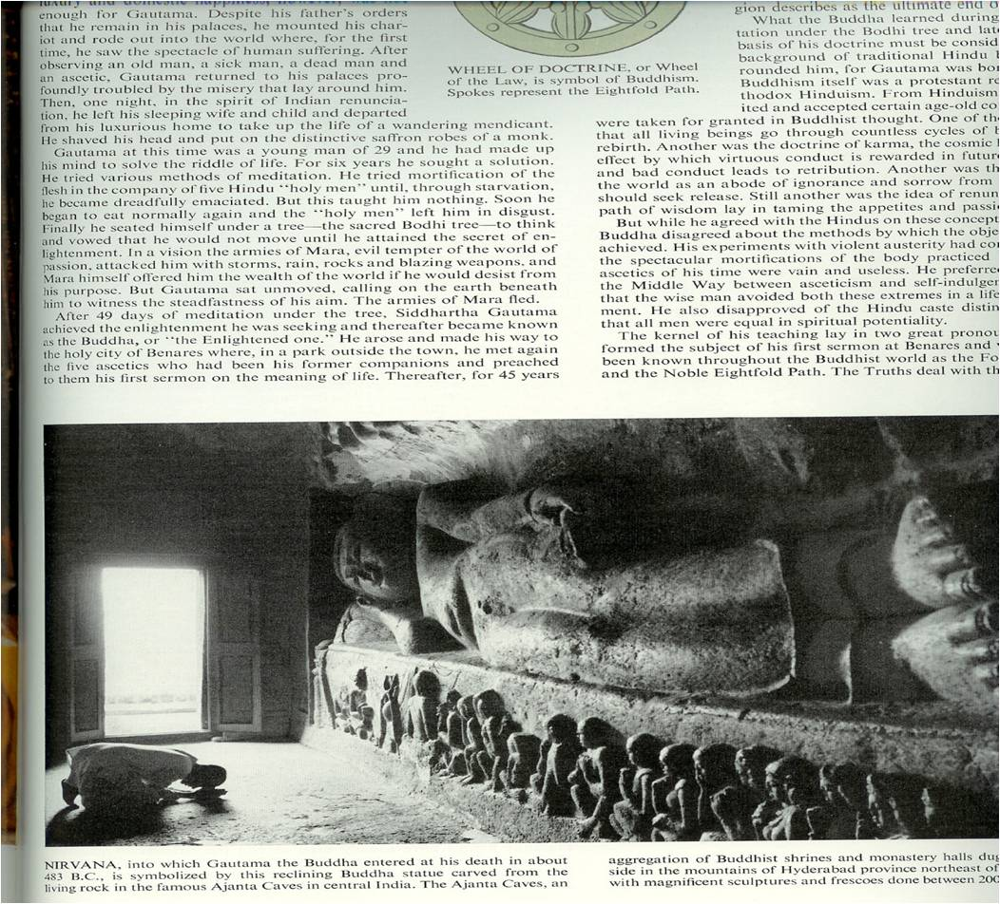 luxury and domestic happiness, however, was not
enough for Gautama. Despite his father's orders
that he remain in his palaces, he mounted his char-
iot and rode out into the world where, for the first
time, he saw the spectacle of human suffering. After
observing an old man, a sick man, a dead man and
an ascetic, Gautama returned to his palaces pro-
foundly troubled by the misery that lay around him.
Then, one night, in the spirit of Indian renuncia-
tion, he left his sleeping wife and child and departed
from his luxurious home to take up the life of a wandering mendicant.
He shaved his head and put on the distinctive saffron robes of a monk.
Gautama at this time was a young man of 29 and he had made up
his mind to solve the riddle of life. For six years he sought a solution.
He tried various methods of meditation. He tried mortification of the
flesh in the company of five Hindu "holy men" until, through starvation,
he became dreadfully emaciated. But this taught him nothing. Soon he
began to eat normally again and the "holy men" left him in disgust.
Finally he seated himself under a tree—the sacred Bodhi tree—to think
and vowed that he would not move until he attained the secret of en-
lightenment. In a vision the armies of Mara, evil tempter of the world of
passion, attacked him with storms, rain, rocks and blazing weapons, and
Mara himself offered him the wealth of the world if he would desist from
his purpose. But Gautama sat unmoved, calling on the earth beneath
him to witness the steadfastness of his aim. The armies of Mara fled.
After 49 days of meditation under the tree, Siddhartha Gautama
achieved the enlightenment he was seeking and thereafter became known
as the Buddha, or "the Enlightened one." He arose and made his way to
the holy city of Benares where, in a park outside the town, he met again
the five ascetics who had been his former companions and preached
to them his first sermon on the meaning of life. Thereafter, for 45 years
WHEEL OF DOCTRINE, or Wheel
of the Law, is symbol of Buddhism.
Spokes represent the Eightfold Path.
gion describes as the ultimate end o
What the Buddha learned during
tation under the Bodhi tree and late
basis of his doctrine must be consid
background of traditional Hindu
rounded him, for Gautama was bor
Buddhism itself was a protestant re
thodox Hinduism. From Hinduism
ited and accepted certain age-old co
were taken for granted in Buddhist thought. One of the
that all living beings go through countless cycles of b
rebirth. Another was the doctrine of karma, the cosmic
effect by which virtuous conduct is rewarded in future
and bad conduct leads to retribution. Another was th
the world as an abode of ignorance and sorrow from
should seek release. Still another was the idea of renun
path of wisdom lay in taming the appetites and passio
But while he agreed with the Hindus on these concept
Buddha disagreed about the methods by which the obje
achieved. His experiments with violent austerity had co
the spectacular mortifications of the body practiced
ascetics of his time were vain and useless. He preferre
the Middle Way between asceticism and self-indulgen
that the wise man avoided both these extremes in a life
ment. He also disapproved of the Hindu caste distin
that all men were equal in spiritual potentiality.
The kernel of his teaching lay in two great pronou
formed the subject of his first sermon at Benares and
been known throughout the Buddhist world as the Fo
and the Noble Eightfold Path. The Truths deal with th
NIRVANA, into which Gautama the Buddha entered at his death in about
483 B.C., is symbolized by this reclining Buddha statue carved from the
living rock in the famous Ajanta Caves in central India. The Ajanta Caves, an
aggregation of Buddhist shrines and monastery halls dug
side in the mountains of Hyderabad province northeast of
with magnificent sculptures and frescoes done between 200